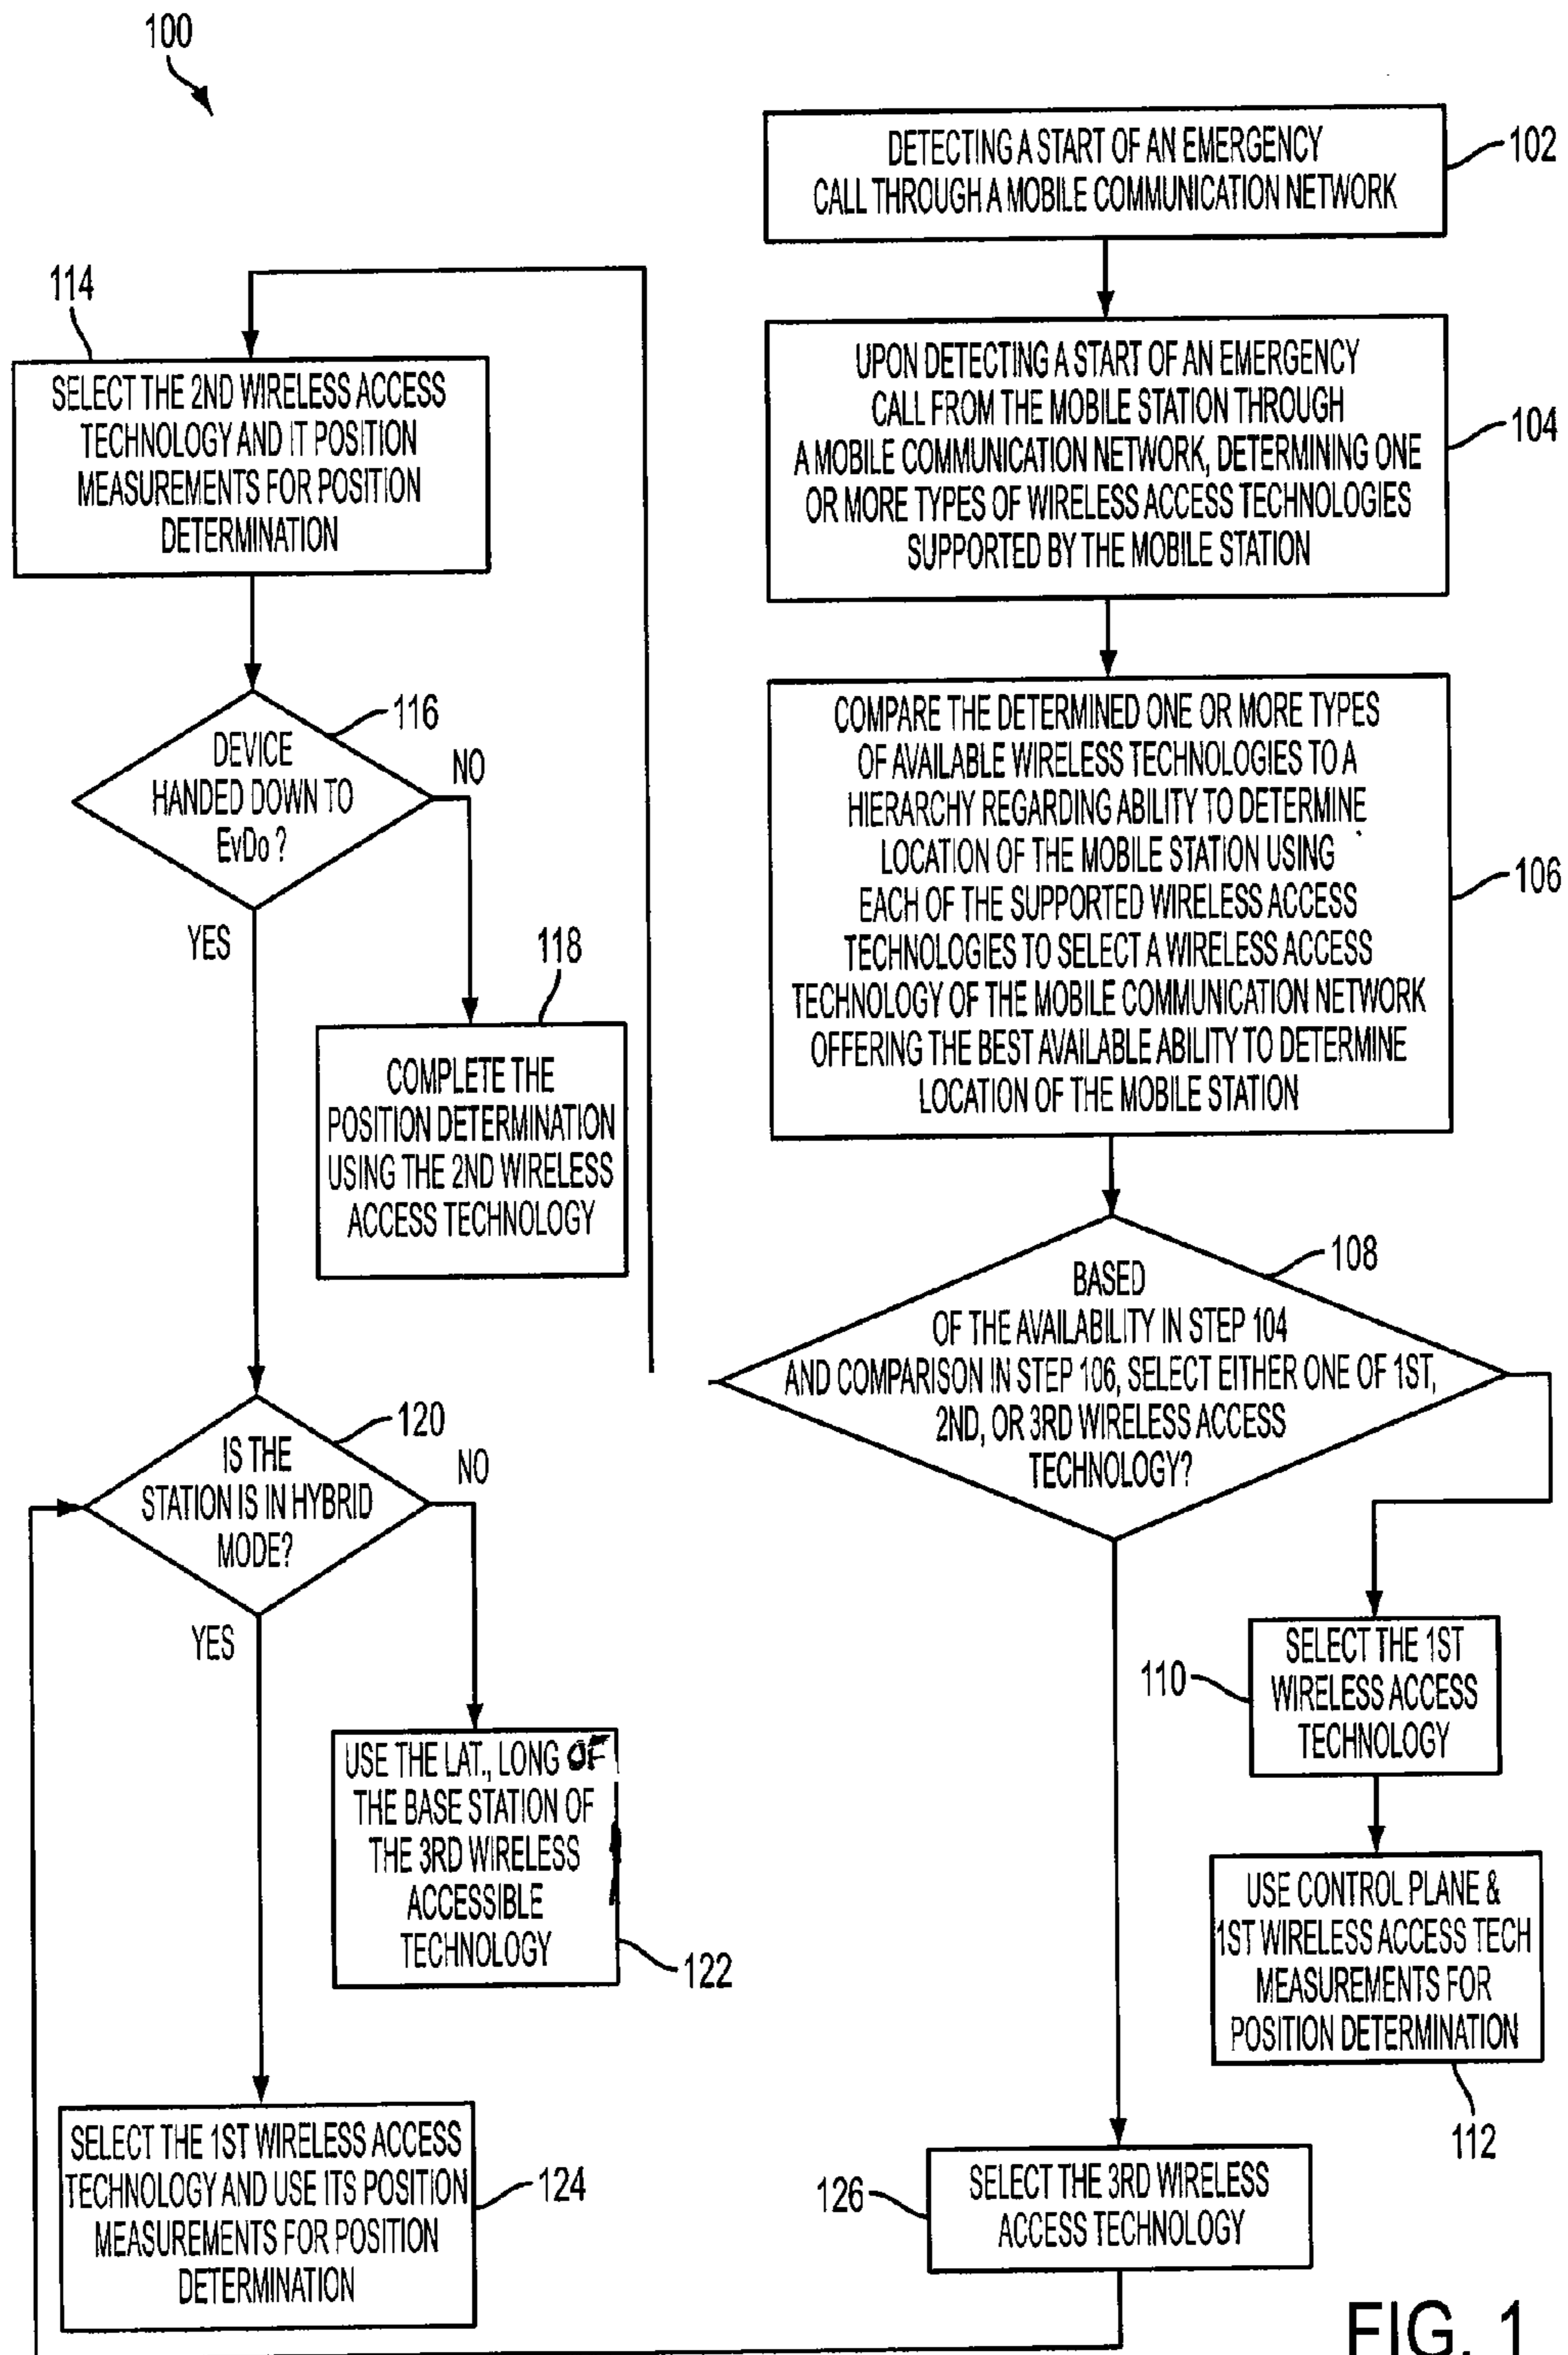 100
DETECTING A START OF AN EMERGENCY
CALL THROUGH A MOBILE COMMUNICATION NETWORK
102
UPON DETECTING A START OF AN EMERGENCY
CALL FROM THE MOBILE STATION THROUGH
A MOBILE COMMUNICATION NETWORK, DETERMINING ONE
OR MORE TYPES OF WIRELESS ACCESS TECHNOLOGIES
SUPPORTED BY THE MOBILE STATION
104
COMPARE THE DETERMINED ONE OR MORE TYPES
OF AVAILABLE WIRELESS TECHNOLOGIES TO A
HIERARCHY REGARDING ABILITY TO DETERMINE
LOCATION OF THE MOBILE STATION USING
EACH OF THE SUPPORTED WIRELESS ACCESS
TECHNOLOGIES TO SELECT A WIRELESS ACCESS
TECHNOLOGY OF THE MOBILE COMMUNICATION NETWORK
OFFERING THE BEST AVAILABLE ABILITY TO DETERMINE
LOCATION OF THE MOBILE STATION
106
BASED
OF THE AVAILABILITY IN STEP 104
AND COMPARISON IN STEP 106, SELECT EITHER ONE OF 1ST,
2ND, OR 3RD WIRELESS ACCESS
TECHNOLOGY?
108
SELECT THE 1ST
WIRELESS ACCESS
TECHNOLOGY
110
USE CONTROL PLANE &
1ST WIRELESS ACCESS TECH
MEASUREMENTS FOR
POSITION DETERMINATION
112
114
SELECT THE 2ND WIRELESS ACCESS
TECHNOLOGY AND IT POSITION
MEASUREMENTS FOR POSITION
DETERMINATION
116
DEVICE
HANDED DOWN TO
EvDo ?
NO
YES
118
COMPLETE THE
POSITION DETERMINATION
USING THE 2ND WIRELESS
ACCESS TECHNOLOGY
120
IS THE
STATION IS IN HYBRID
MODE?
NO
YES
USE THE LAT., LONG OF
THE BASE STATION OF
THE 3RD WIRELESS
ACCESSIBLE
TECHNOLOGY
122
SELECT THE 1ST WIRELESS ACCESS
TECHNOLOGY AND USE ITS POSITION
MEASUREMENTS FOR POSITION
DETERMINATION
124
126
SELECT THE 3RD WIRELESS
ACCESS TECHNOLOGY
FIG. 1